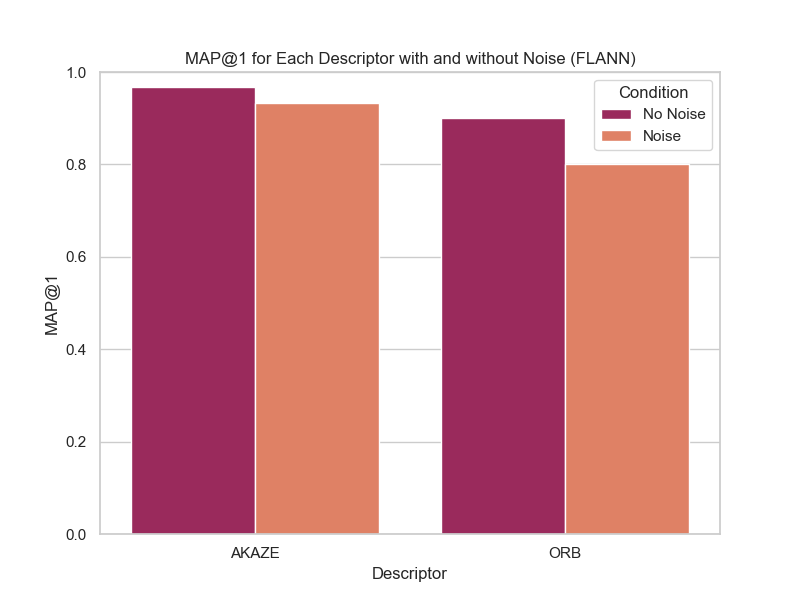 MAP@1 for Each Descriptor with and without Noise (FLANN)
Condition
No Noise
Noise
MAP@1
1.0
0.8
0.6
0.4
0.2
0.0
AKAZE
ORB
Descriptor